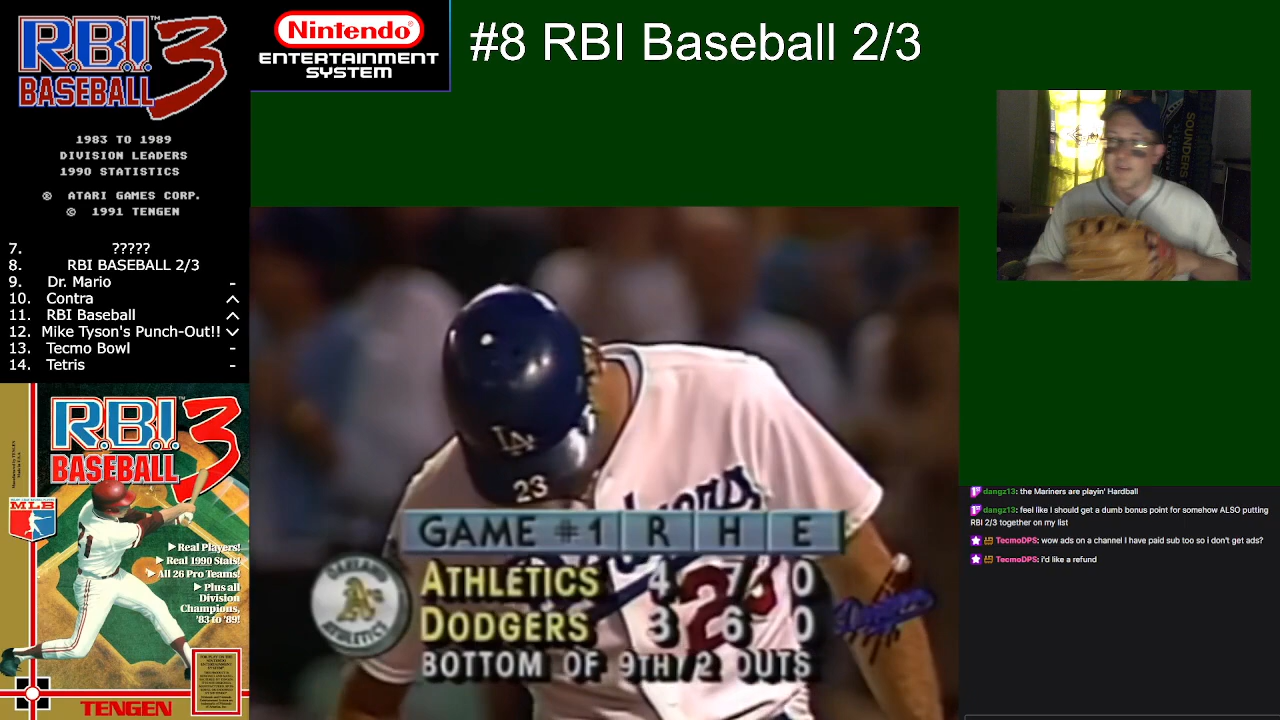 R.B.I. 3
BASEBALL
1983 TO 1989
DIVISION LEADERS
1990 STATISTICS
© ATARI GAMES CORP.
© 1991 TENGEN
Nintendo®
ENTERTAINMENT
SYSTEM
#8 RBI Baseball 2/3
7. ?????
8. RBI BASEBALL 2/3
9. Dr. Mario -
10. Contra ^
11. RBI Baseball ^
12. Mike Tyson's Punch-Out!! v
13. Tecmo Bowl -
14. Tetris -
R.B.I. 3
BASEBALL
MLB
21
Real Players!
Real 1990 Stats!
All 26 Pro Teams!
Plus all
Division
Champions,
'83 to '89!
TENGEN
SOUNDERS
LA
23
GAME #1 R H E
ATHLETICS 4 7 0
DODGERS 3 6 0
BOTTOM OF 9TH/2 OUTS
OAKLAND
A's
ATHLETICS
Dodgers
dangz13: the Mariners are playin' Hardball
dangz13: feel like I should get a dumb bonus point for somehow ALSO putting
RBI 2/3 together on my list
TecmoDPS: wow ads on a channel I have paid sub too so i don't get ads?
TecmoDPS: i'd like a refund